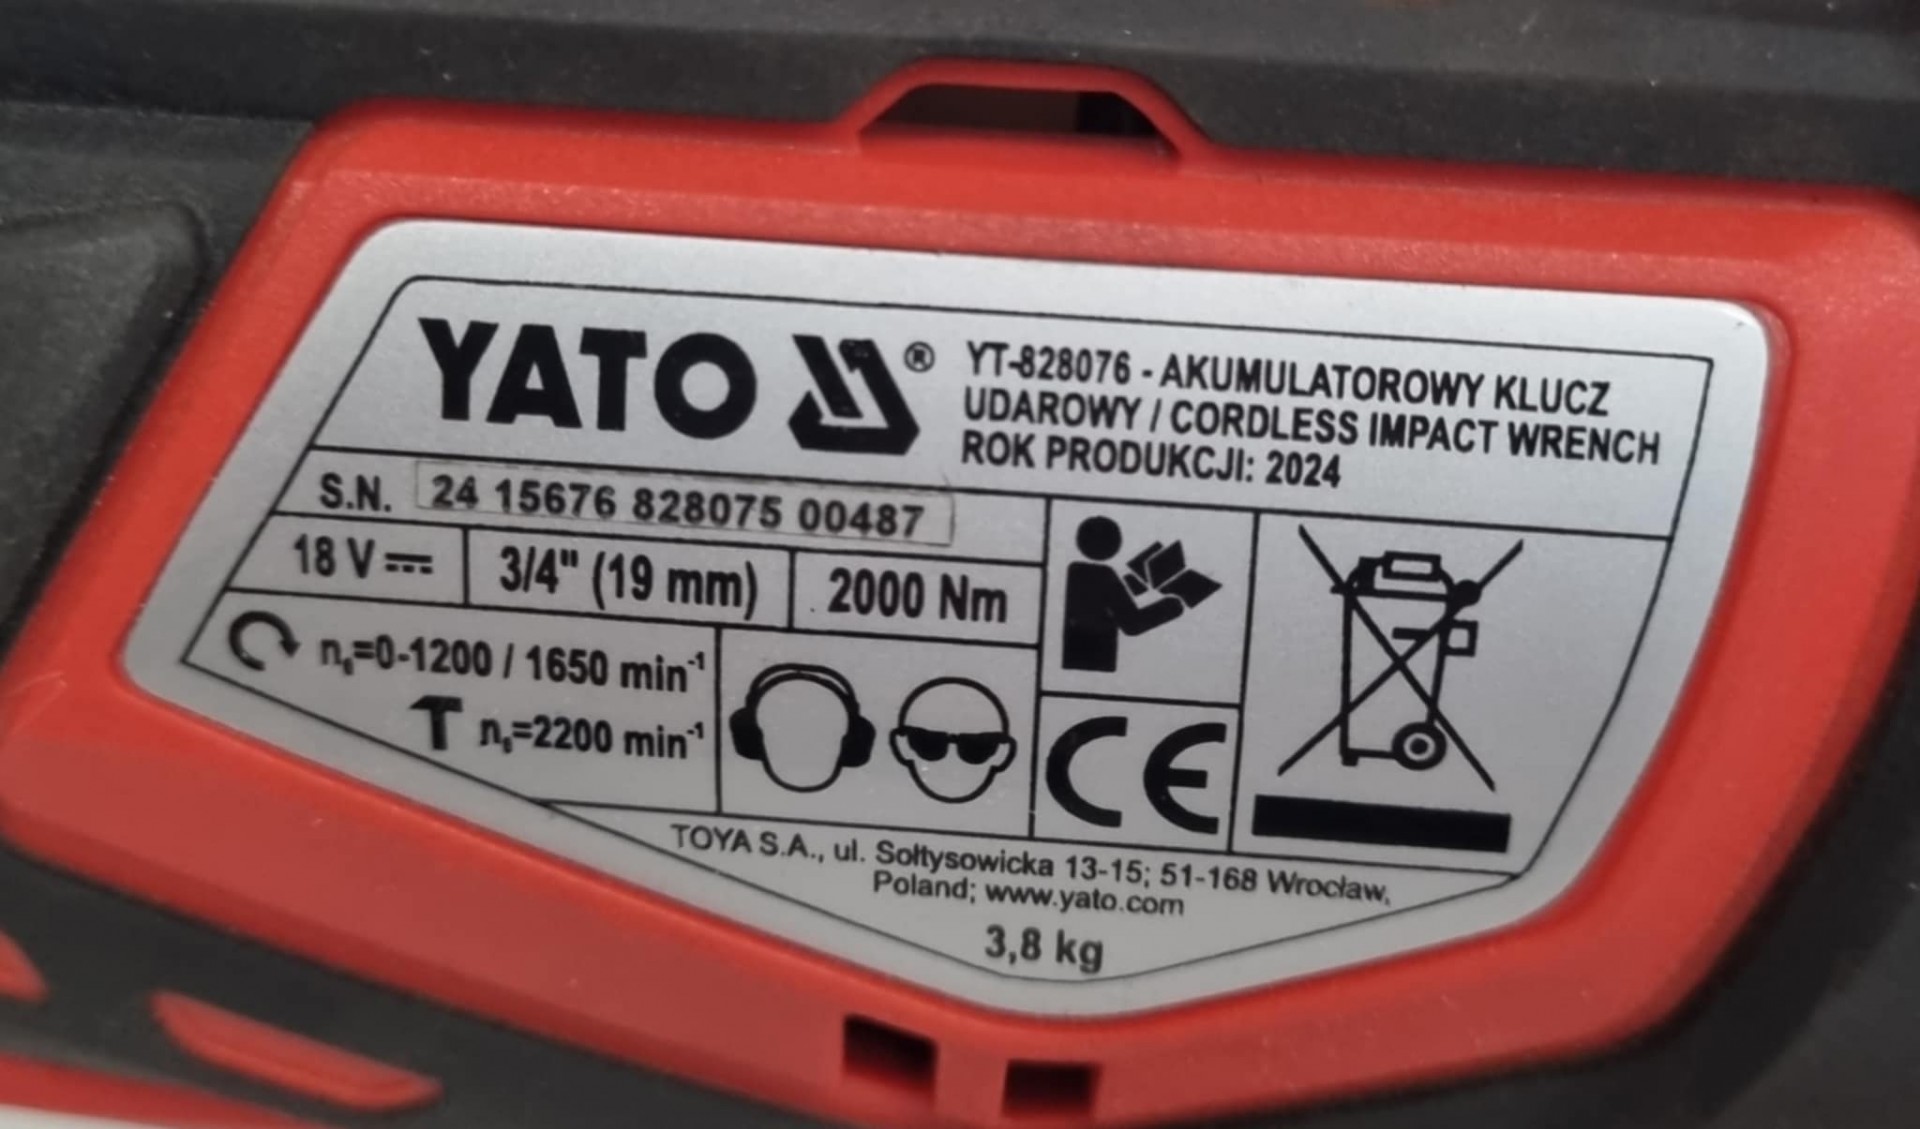 YATO ® YT-828076 - AKUMULATOROWY KLUCZ
UDAROWY / CORDLESS IMPACT WRENCH
ROK PRODUKCJI: 2024
S.N. 24 15676 828075 00487
18 V ⎓ 3/4" (19 mm) 2000 Nm
n₀=0-1200 / 1650 min⁻¹
n₀=2200 min⁻¹
CE
TOYA S.A., ul. Sołtysowicka 13-15; 51-168 Wrocław,
Poland; www.yato.com
3,8 kg